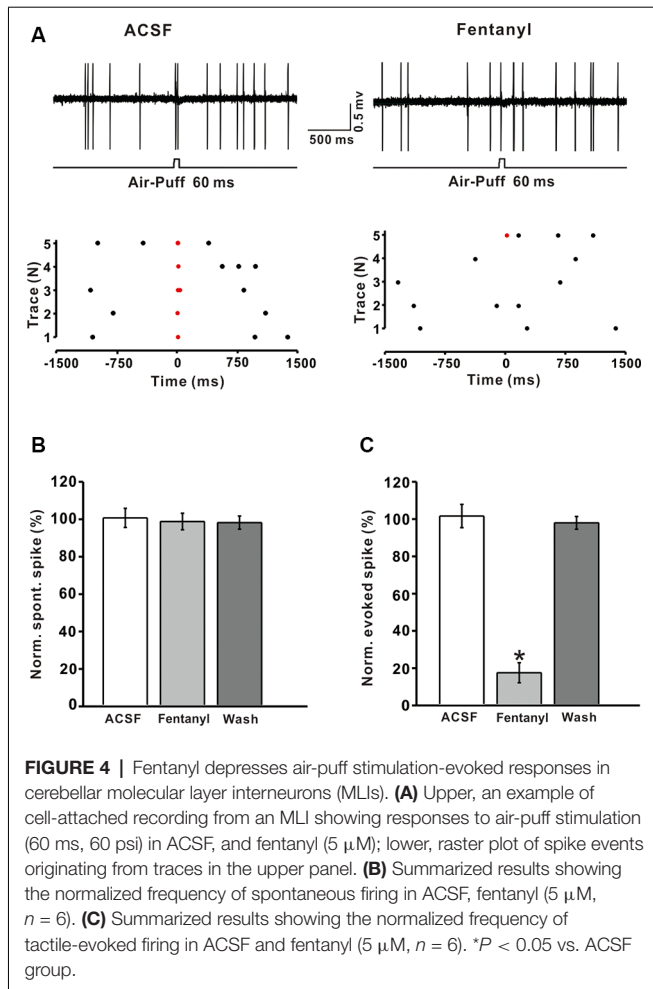 A
ACSF
Fentanyl
0.5 mv
500 ms
Air-Puff 60 ms
Air-Puff 60 ms
Trace (N)
5
4
3
2
1
-1500 -750 0 750 1500
Time (ms)
Trace (N)
5
4
3
2
1
-1500 -750 0 750 1500
Time (ms)
B
Norm. spont. spike (%)
120
100
80
60
40
20
0
ACSF Fentanyl Wash
C
Norm. evoked spike (%)
120
100
80
60
40
20
0
*
ACSF Fentanyl Wash
FIGURE 4 | Fentanyl depresses air-puff stimulation-evoked responses in
cerebellar molecular layer interneurons (MLIs). (A) Upper, an example of
cell-attached recording from an MLI showing responses to air-puff stimulation
(60 ms, 60 psi) in ACSF, and fentanyl (5 μM); lower, raster plot of spike events
originating from traces in the upper panel. (B) Summarized results showing
the normalized frequency of spontaneous firing in ACSF, fentanyl (5 μM,
n = 6). (C) Summarized results showing the normalized frequency of
tactile-evoked firing in ACSF and fentanyl (5 μM, n = 6). *P < 0.05 vs. ACSF
group.